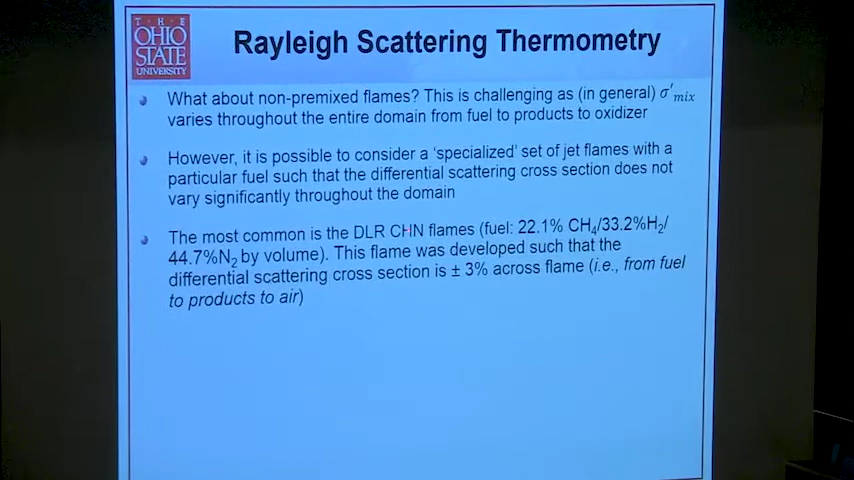 T·H·E
OHIO
STATE
UNIVERSITY
Rayleigh Scattering Thermometry
What about non-premixed flames? This is challenging as (in general) σ′mix
varies throughout the entire domain from fuel to products to oxidizer
However, it is possible to consider a 'specialized' set of jet flames with a
particular fuel such that the differential scattering cross section does not
vary significantly throughout the domain
The most common is the DLR CHN flames (fuel: 22.1% CH₄/33.2%H₂/
44.7%N₂ by volume). This flame was developed such that the
differential scattering cross section is ± 3% across flame (i.e., from fuel
to products to air)